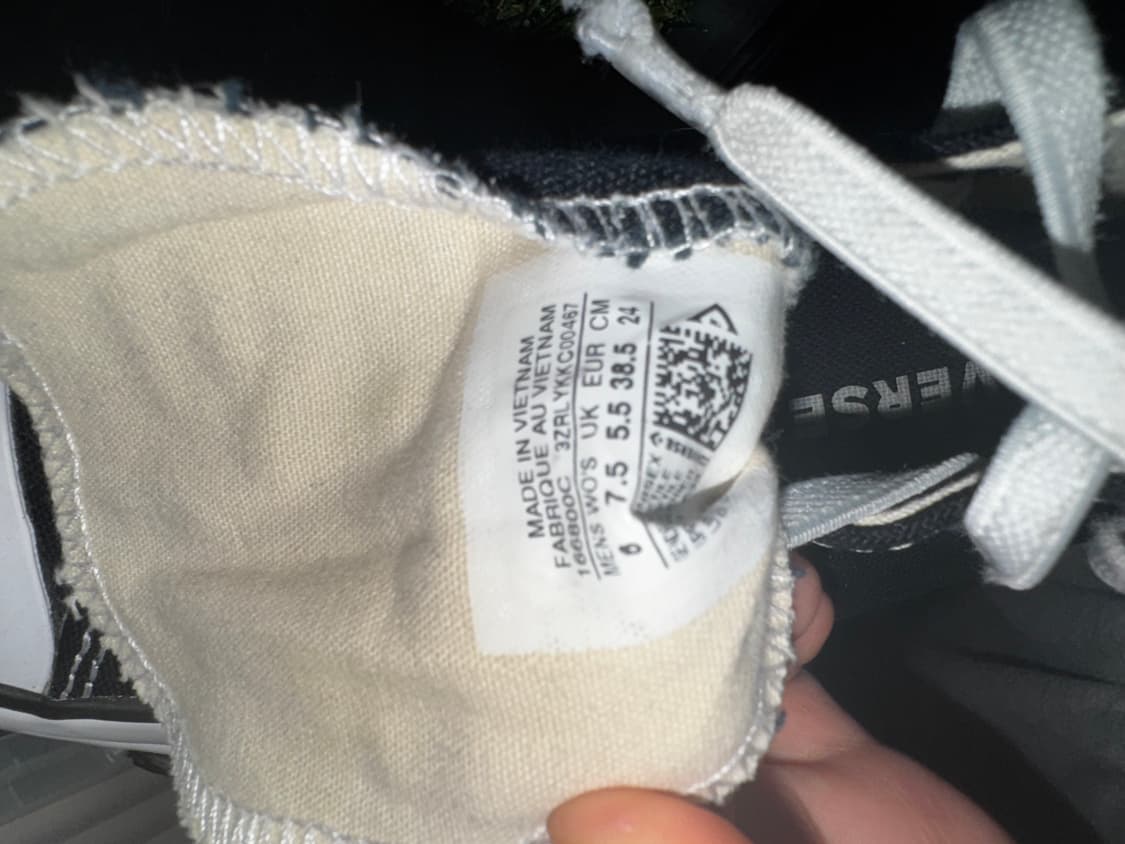 MADE IN VIETNAM
FABRIQUE AU VIETNAM
166800C 3ZRLYKKC00467
MENS WO'S UK EUR CM
6 7.5 5.5 38.5 24
VERSE